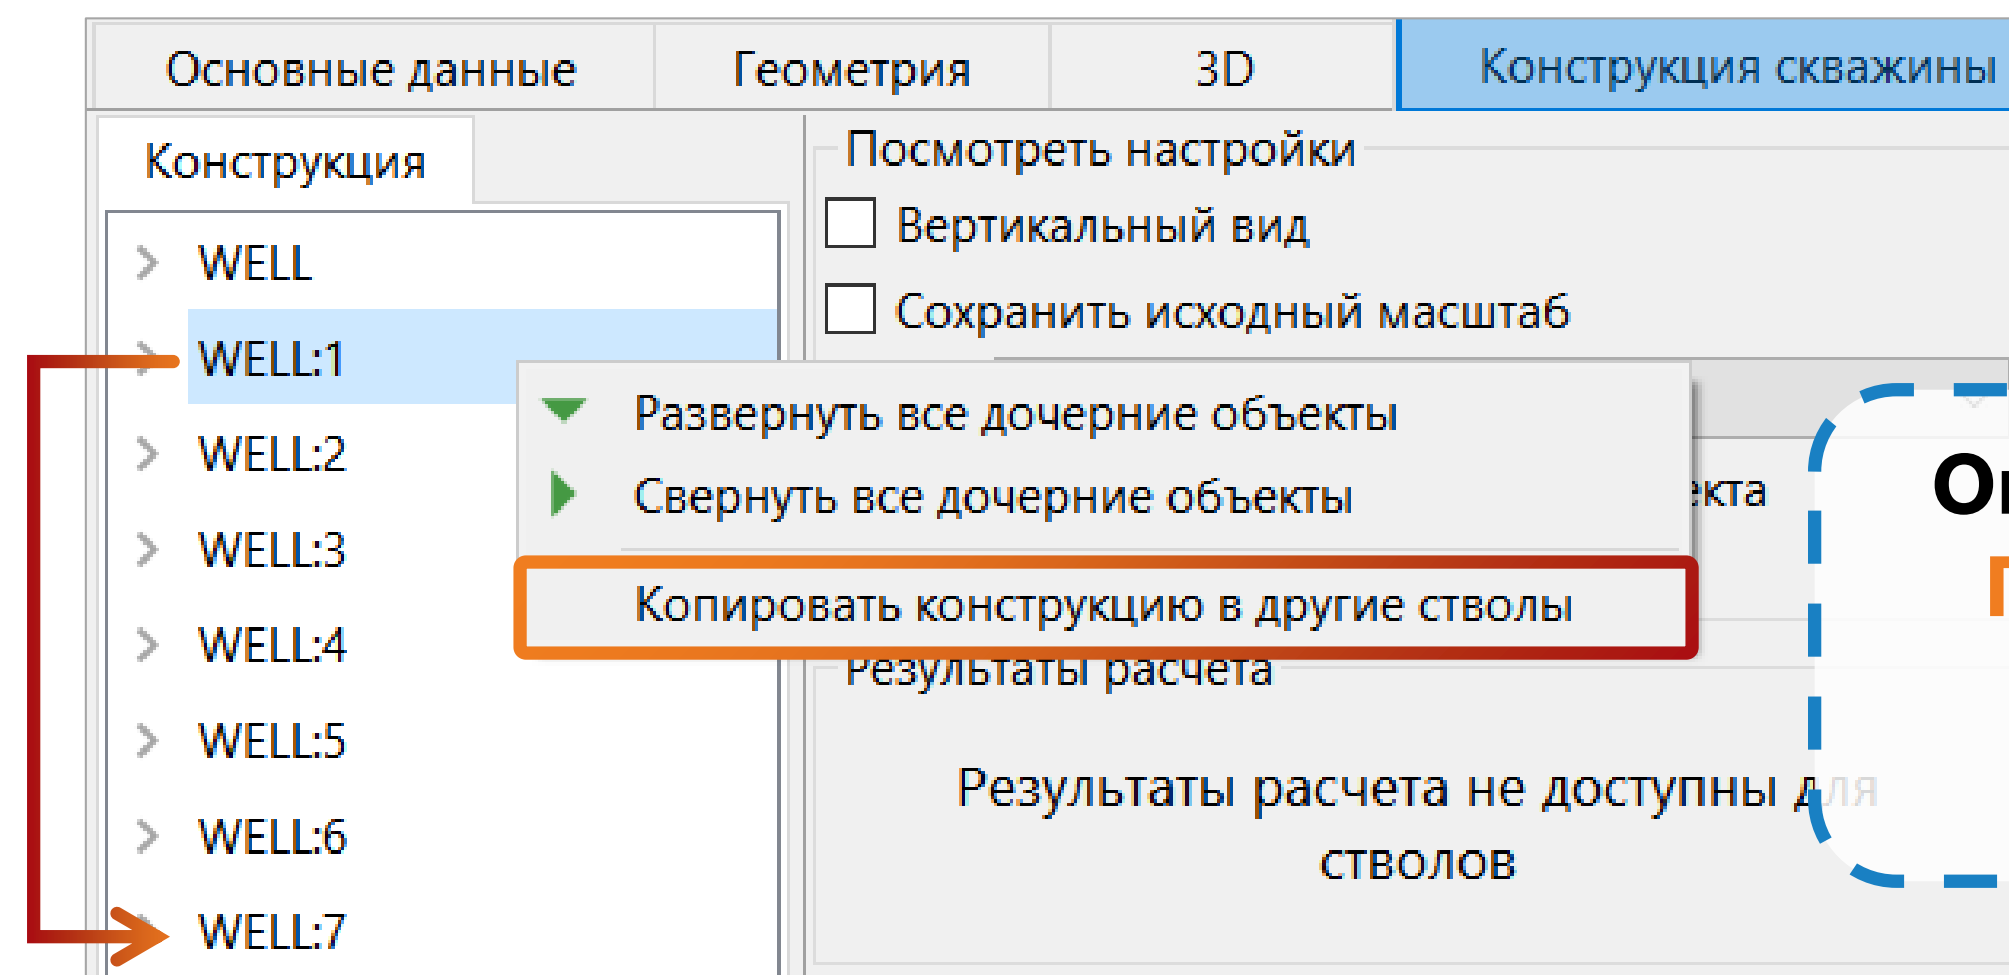 Основные данные
Геометрия
3D
Конструкция скважины
Конструкция
Посмотреть настройки
Вертикальный вид
Сохранить исходный масштаб
WELL
WELL:1
WELL:2
WELL:3
WELL:4
WELL:5
WELL:6
WELL:7
Развернуть все дочерние объекты
Свернуть все дочерние объекты
Копировать конструкцию в другие стволы
Результаты расчета
Результаты расчета не доступны для
стволов